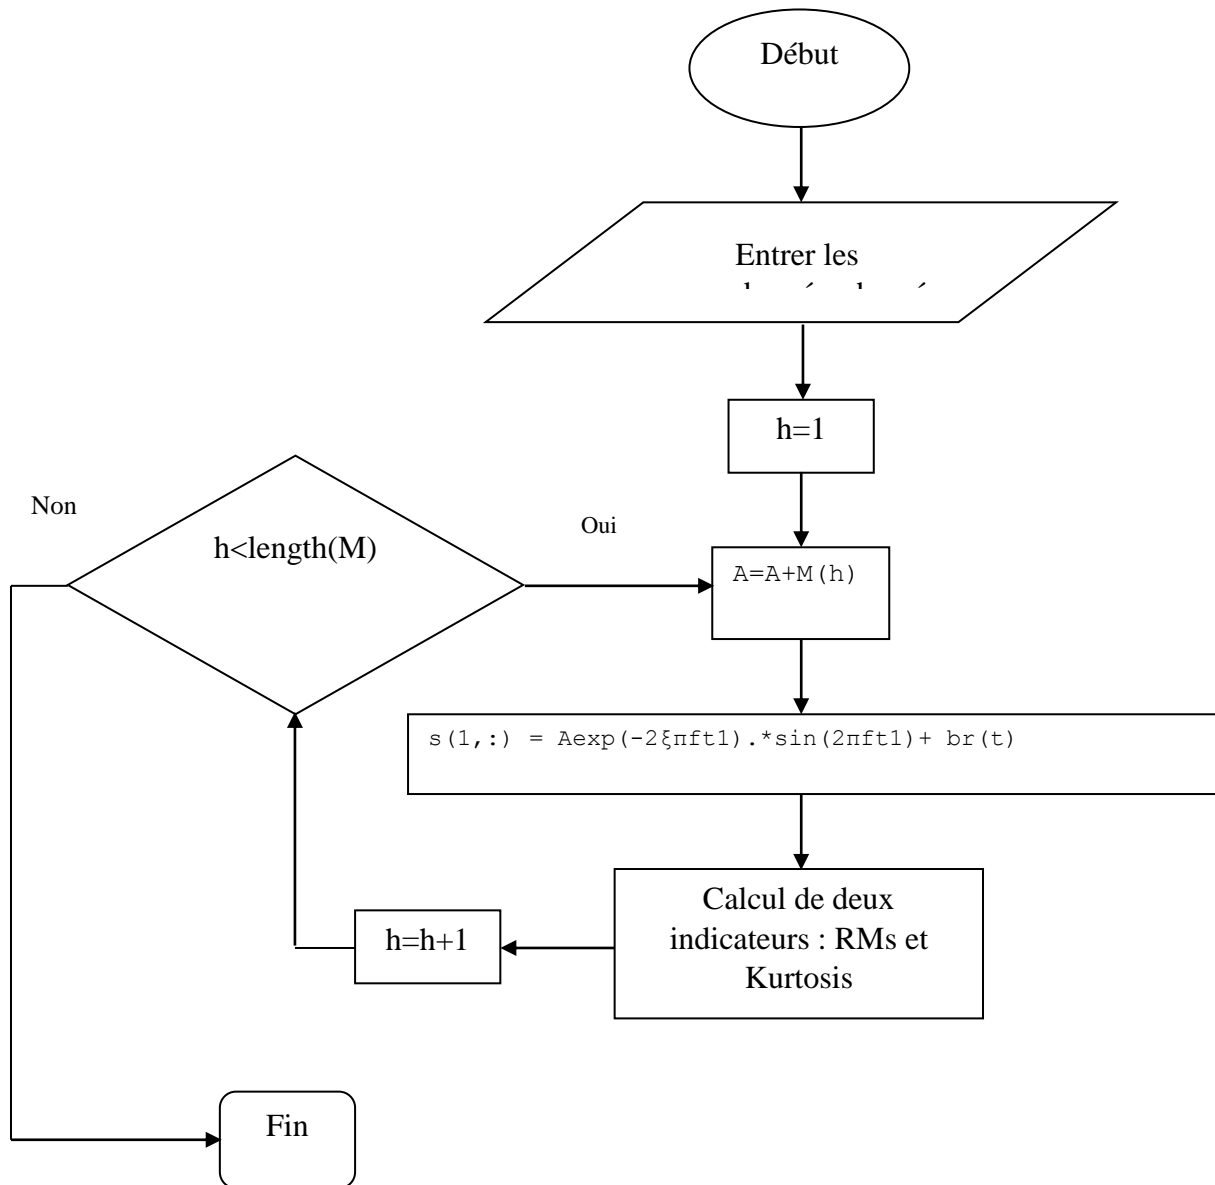 Début
Entrer les
h=1
Non
h<length(M)
Oui
A=A+M(h)
s(1,:) = Aexp(-2ξπft1).*sin(2πft1)+ br(t)
Calcul de deux
indicateurs : RMs et
Kurtosis
h=h+1
Fin